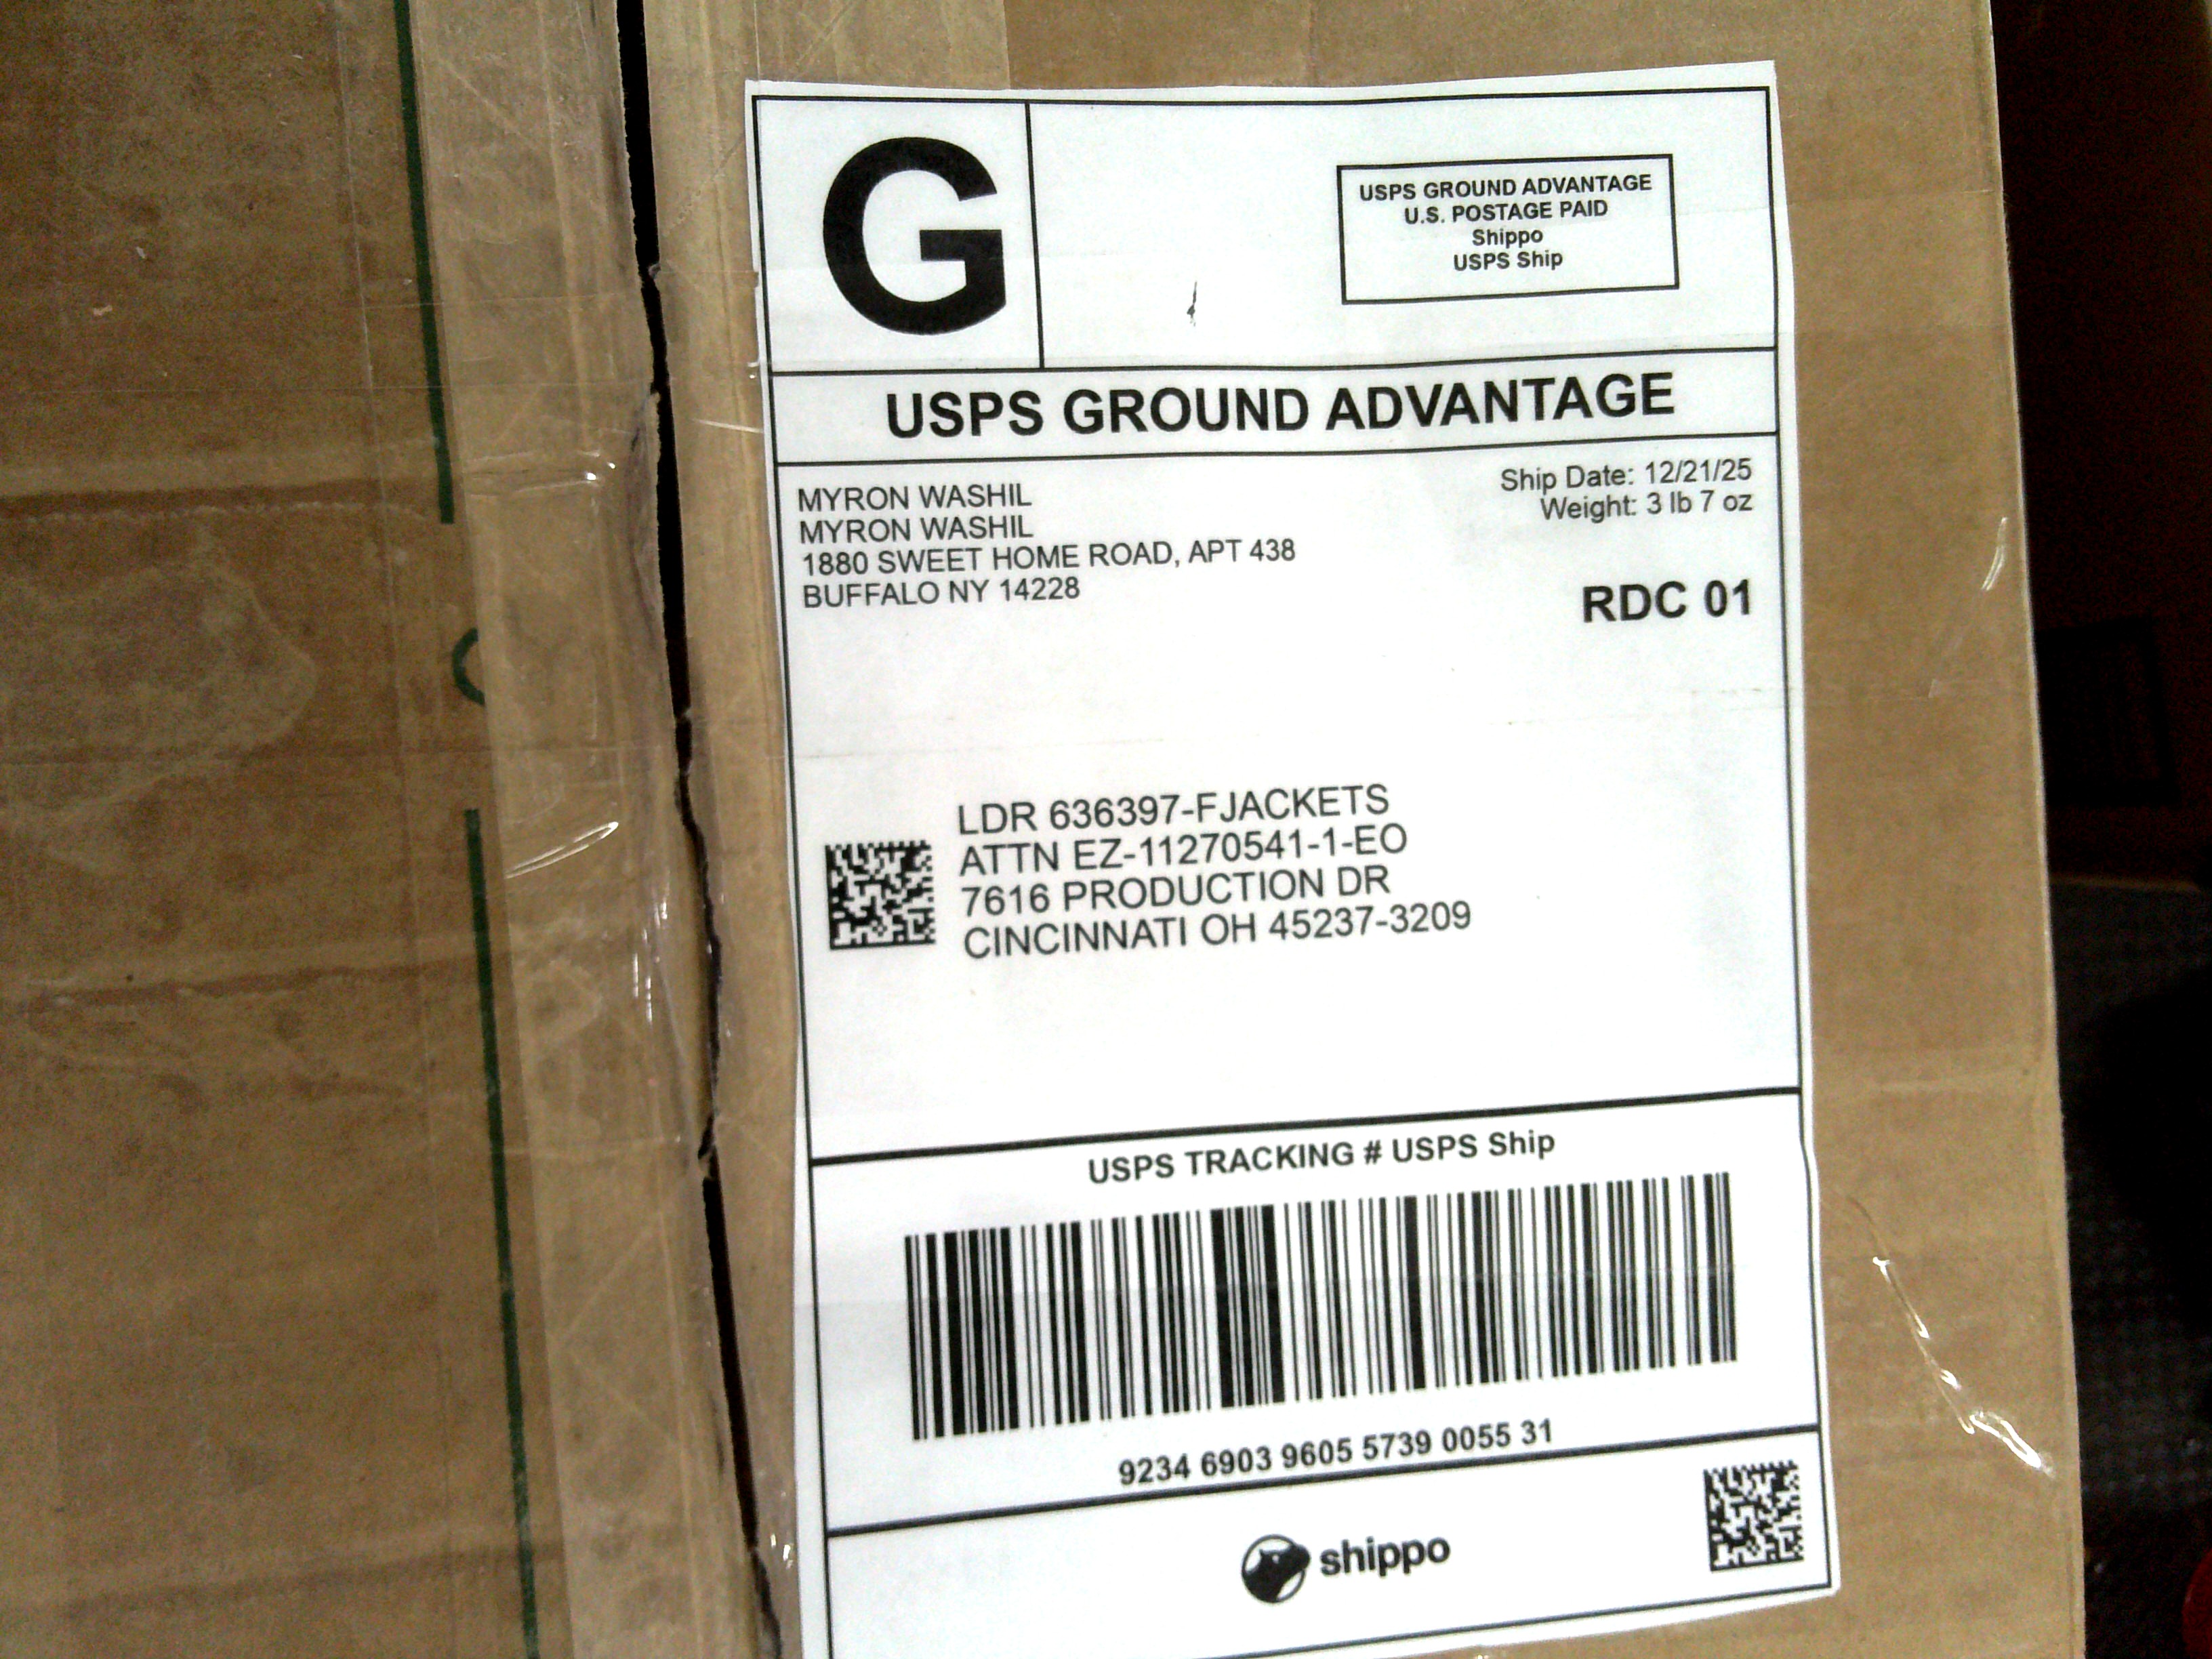 G
USPS GROUND ADVANTAGE
U.S. POSTAGE PAID
Shippo
USPS Ship
USPS GROUND ADVANTAGE
MYRON WASHIL
MYRON WASHIL
1880 SWEET HOME ROAD, APT 438
BUFFALO NY 14228
Ship Date: 12/21/25
Weight: 3 lb 7 oz
RDC 01
LDR 636397-FJACKETS
ATTN EZ-11270541-1-EO
7616 PRODUCTION DR
CINCINNATI OH 45237-3209
USPS TRACKING # USPS Ship
9234 6903 9605 5739 0055 31
shippo